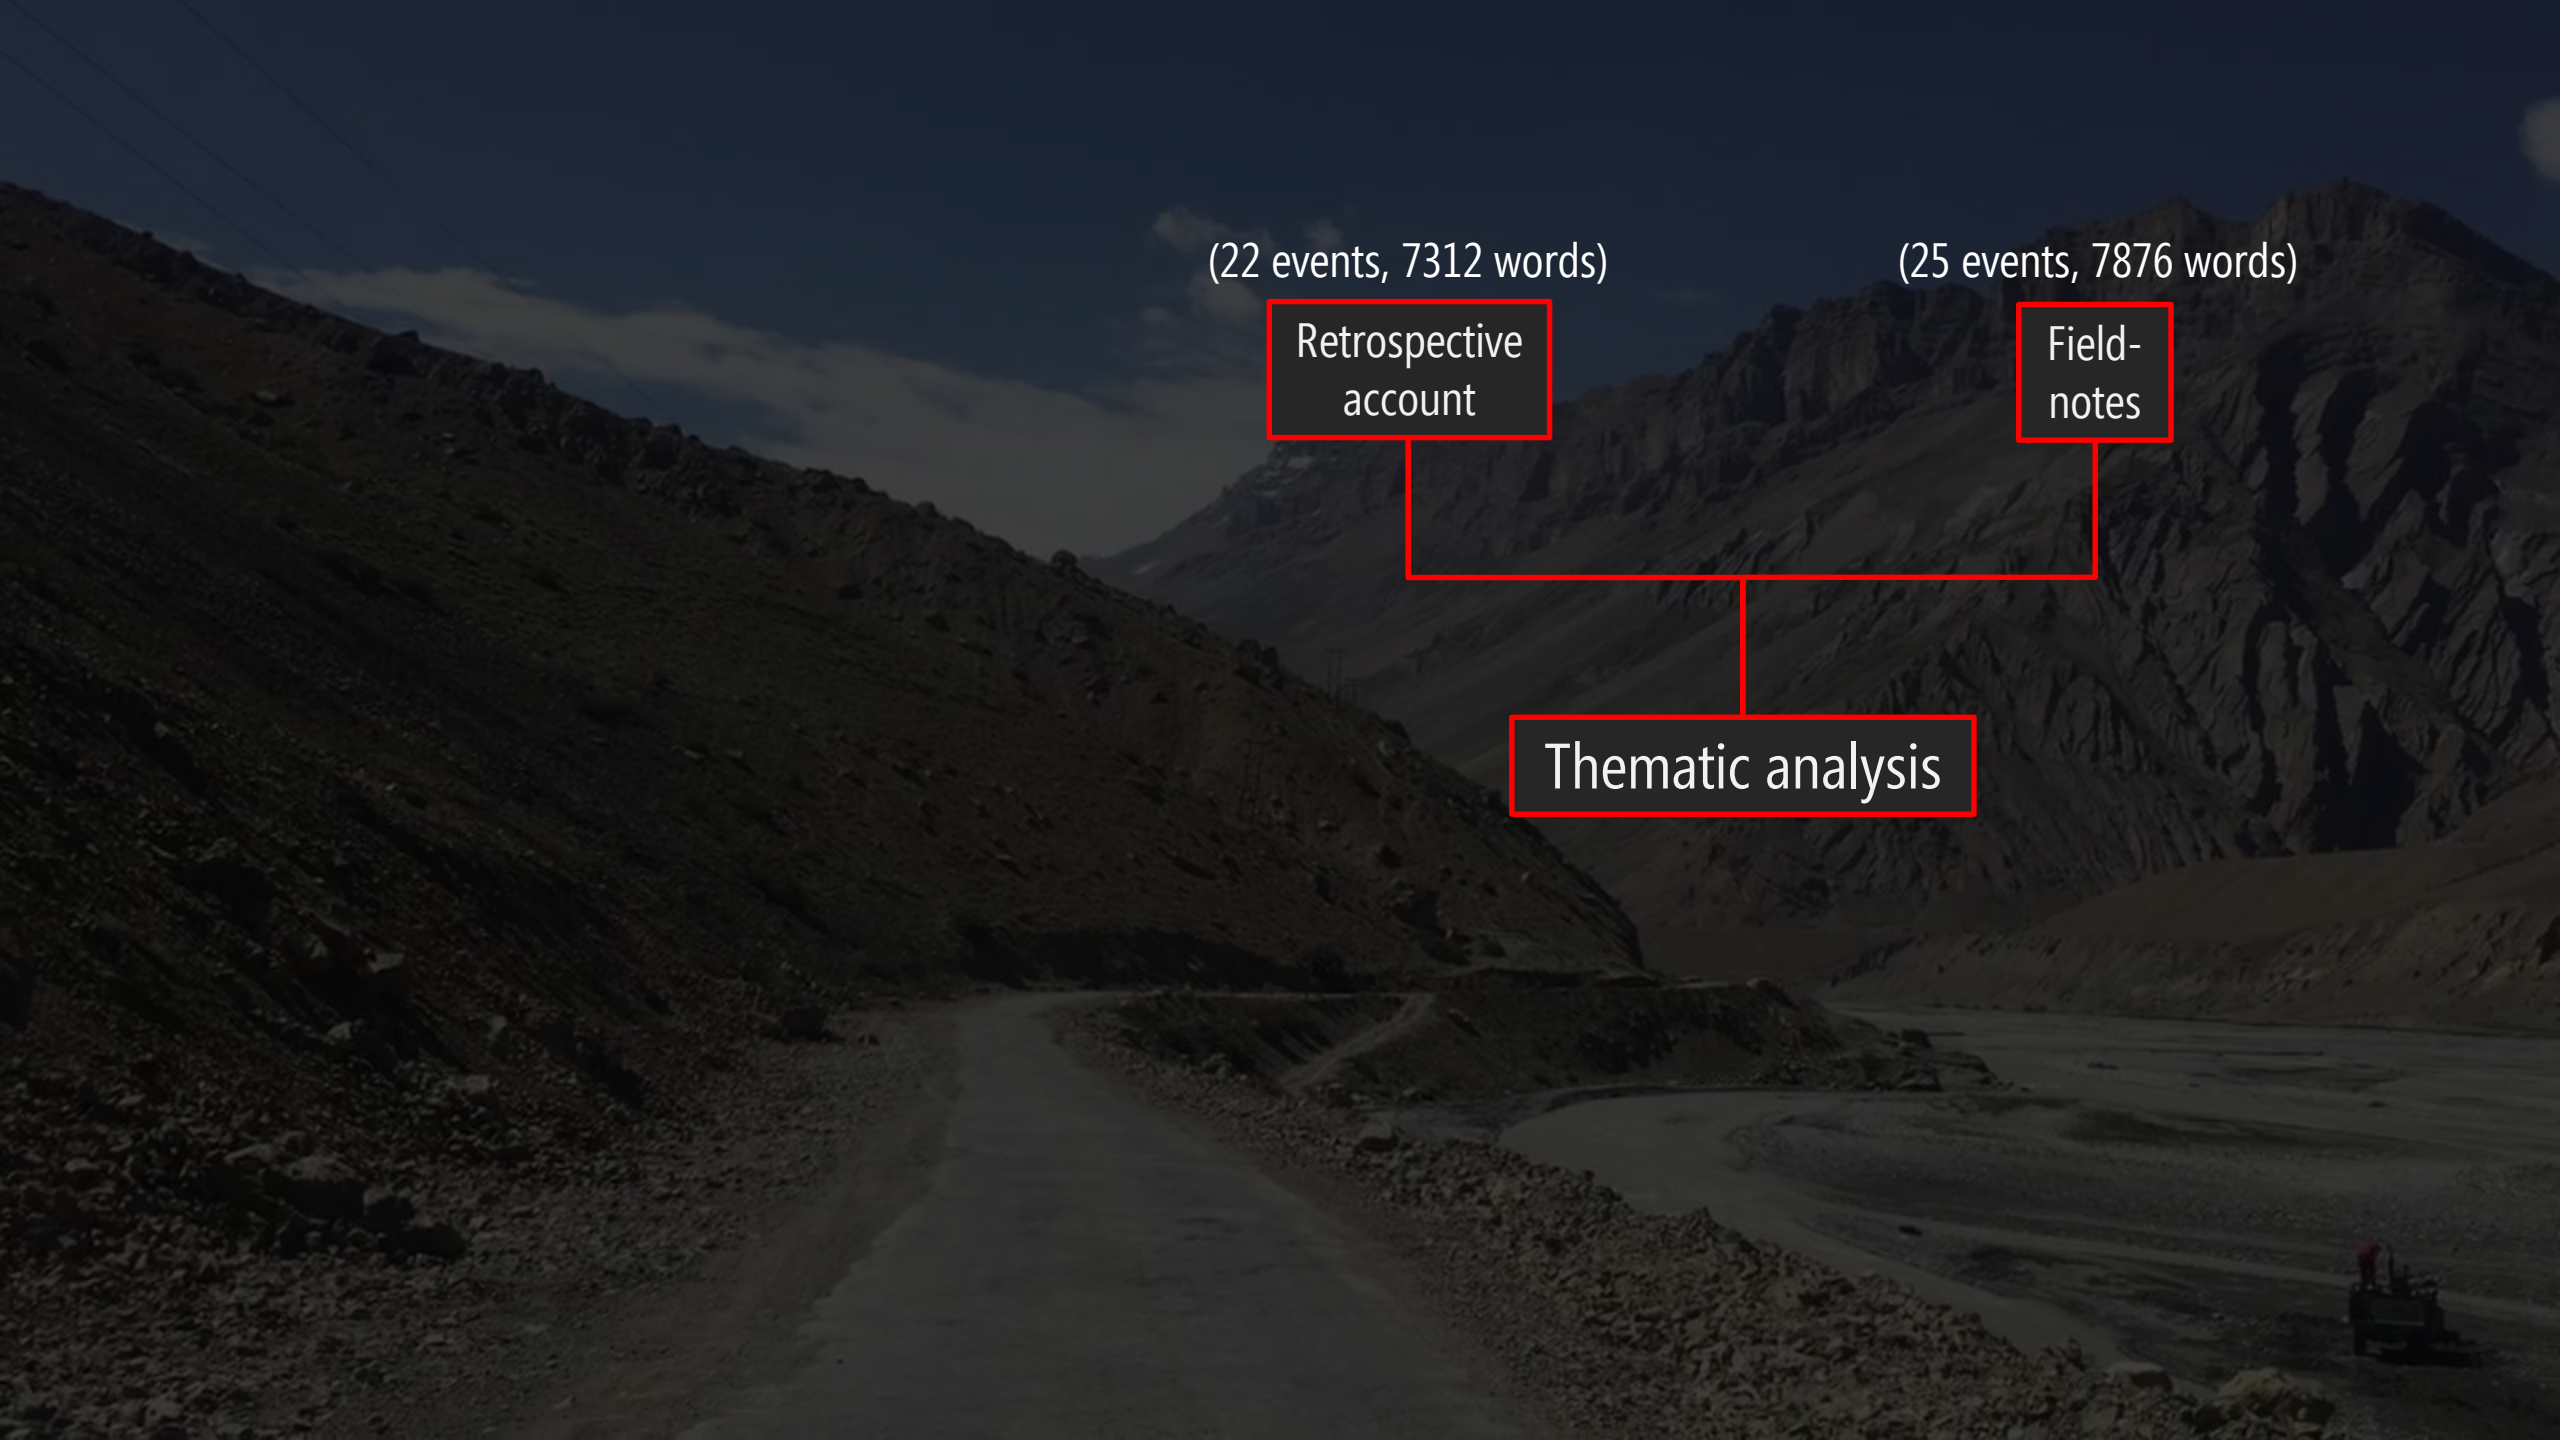 (22 events, 7312 words)
(25 events, 7876 words)
Retrospective
account
Field-
notes
Thematic analysis